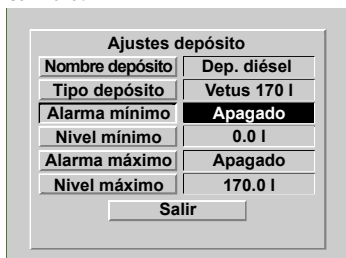 Ajustes depósito
Nombre depósito Dep. diésel
Tipo depósito Vetus 170 l
Alarma mínimo Apagado
Nivel mínimo 0.0 l
Alarma máximo Apagado
Nivel máximo 170.0 l
Salir